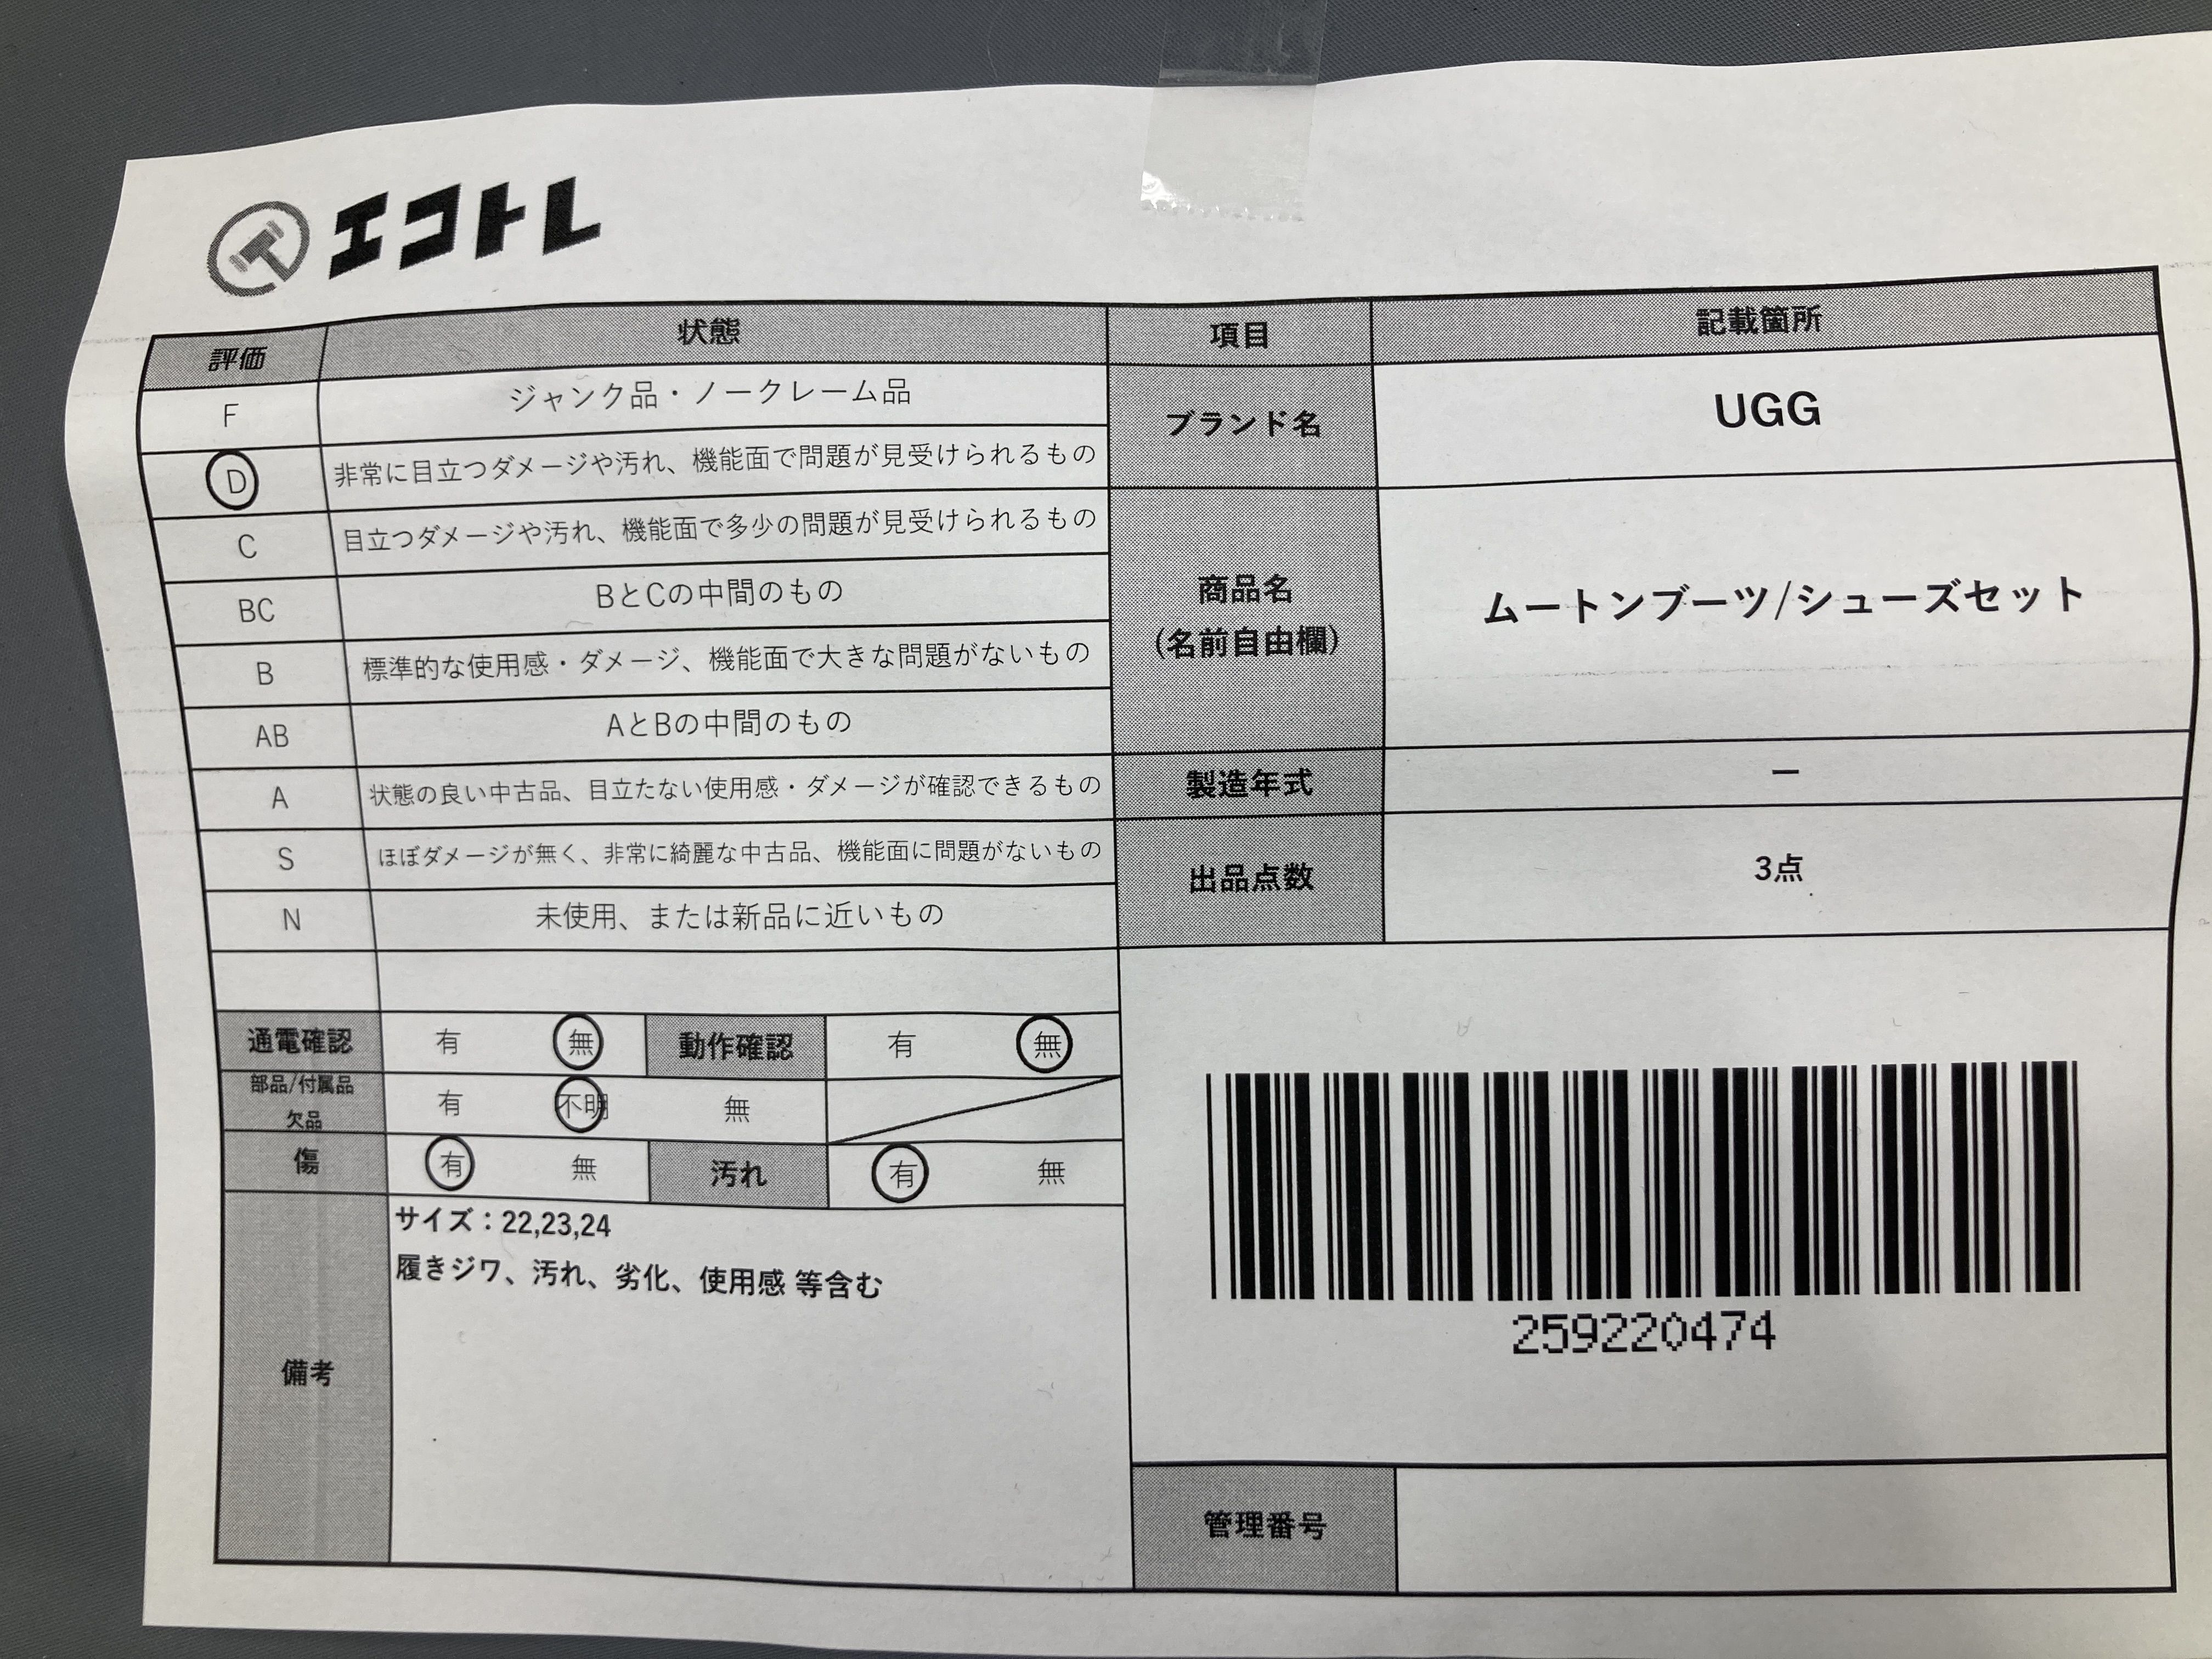 エコトレ
評価 状態
F ジャンク品・ノークレーム品
D 非常に目立つダメージや汚れ、機能面で問題が見受けられるもの
C 目立つダメージや汚れ、機能面で多少の問題が見受けられるもの
BC BとCの中間のもの
B 標準的な使用感・ダメージ、機能面で大きな問題がないもの
AB AとBの中間のもの
A 状態の良い中古品、目立たない使用感・ダメージが確認できるもの
S ほぼダメージが無く、非常に綺麗な中古品、機能面に問題がないもの
N 未使用、または新品に近いもの
通電確認 有 無 動作確認 有 無
部品/付属品
欠品 有 不明 無
傷 有 無 汚れ 有 無
備考
サイズ：22,23,24
履きジワ、汚れ、劣化、使用感 等含む
項目 記載箇所
ブランド名 UGG
商品名
(名前自由欄)
ムートンブーツ/シューズセット
製造年式 ー
出品点数 3点
259220474
管理番号